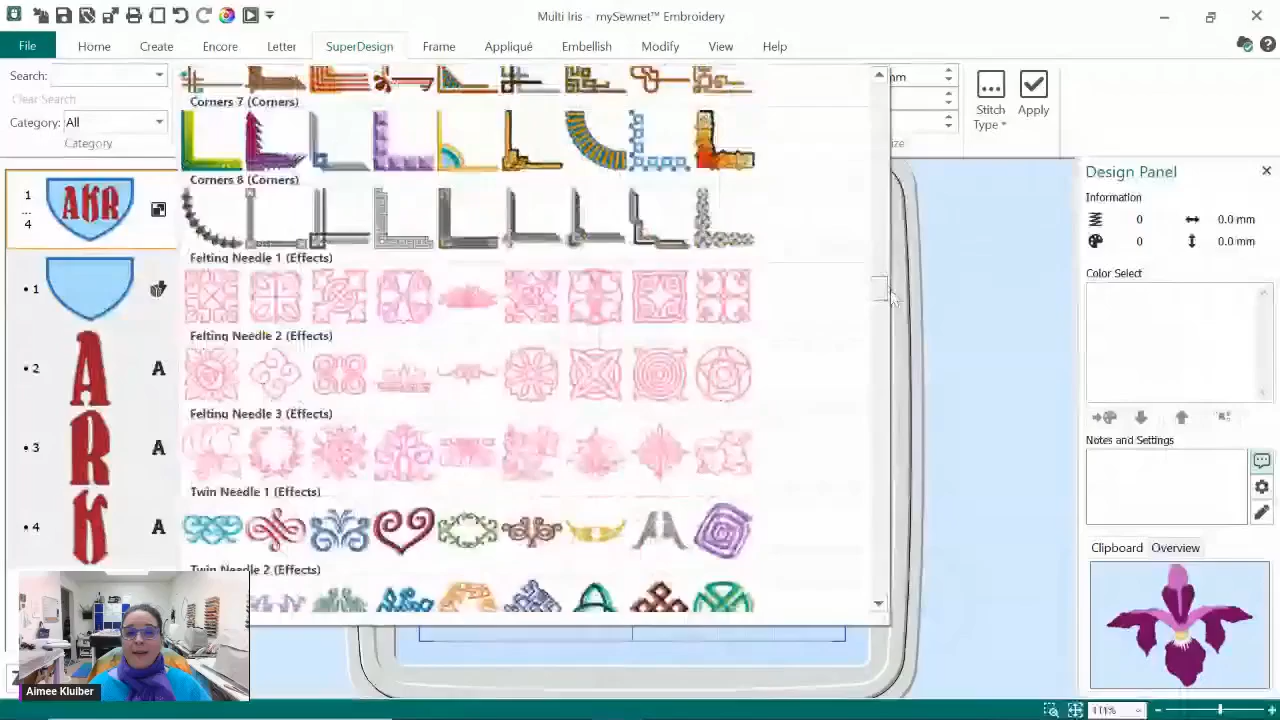 Multi Iris - mySewnet™ Embroidery
File Home Create Encore Letter SuperDesign Frame Appliqué Embellish Modify View Help
Search:
Clear Search
Category: All
Category
mm
Stitch Type
Apply
Corners 7 (Corners)
Corners 8 (Corners)
Felting Needle 1 (Effects)
Felting Needle 2 (Effects)
Felting Needle 3 (Effects)
Twin Needle 1 (Effects)
Twin Needle 2 (Effects)
1
...
4
AKR
• 1
• 2 A
• 3 A
• 4 A
A
R
K
Design Panel
Information
0 0.0 mm
0 0.0 mm
Color Select
Notes and Settings
Clipboard Overview
Aimee Kluiber